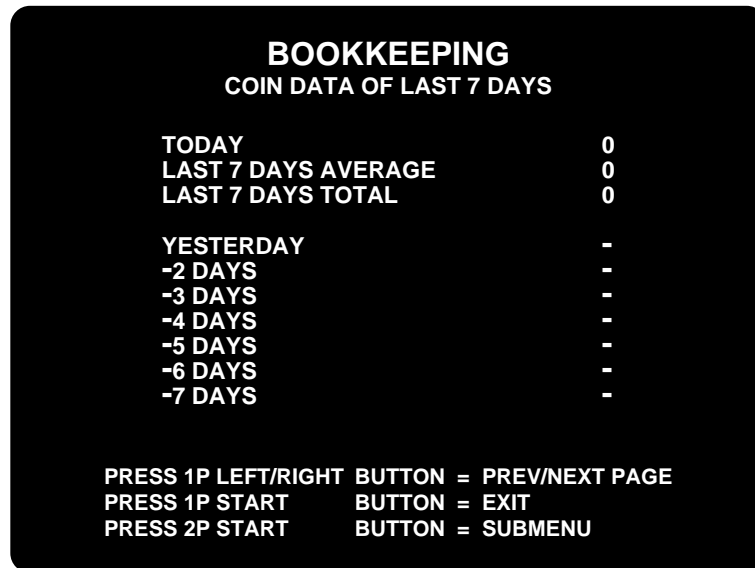 BOOKKEEPING
COIN DATA OF LAST 7 DAYS
TODAY 0
LAST 7 DAYS AVERAGE 0
LAST 7 DAYS TOTAL 0
YESTERDAY -
-2 DAYS -
-3 DAYS -
-4 DAYS -
-5 DAYS -
-6 DAYS -
-7 DAYS -
PRESS 1P LEFT/RIGHT BUTTON = PREV/NEXT PAGE
PRESS 1P START BUTTON = EXIT
PRESS 2P START BUTTON = SUBMENU